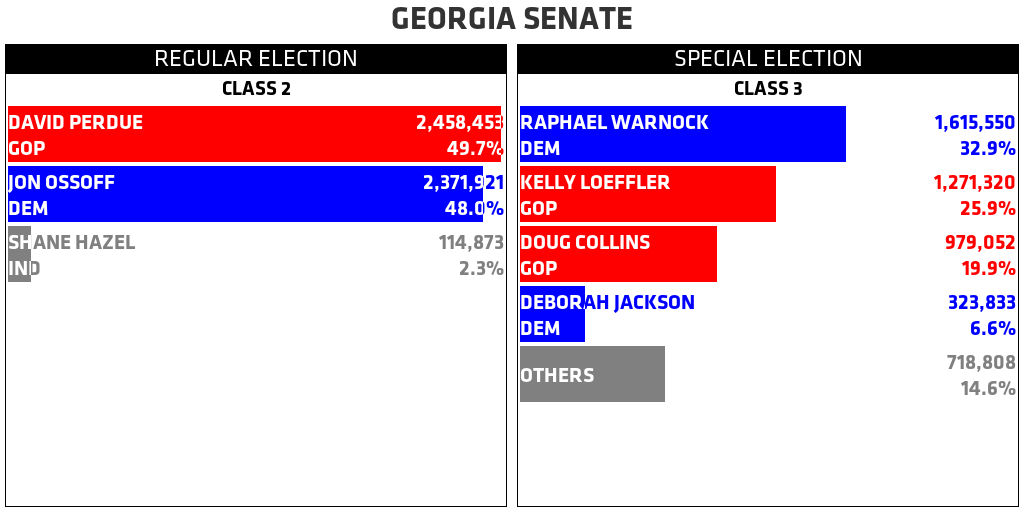 GEORGIA SENATE
REGULAR ELECTION
CLASS 2
DAVID PERDUE 2,458,453
GOP 49.7%
JON OSSOFF 2,371,921
DEM 48.0%
SHANE HAZEL 114,873
IND 2.3%
SPECIAL ELECTION
CLASS 3
RAPHAEL WARNOCK 1,615,550
DEM 32.9%
KELLY LOEFFLER 1,271,320
GOP 25.9%
DOUG COLLINS 979,052
GOP 19.9%
DEBORAH JACKSON 323,833
DEM 6.6%
OTHERS 718,808
14.6%